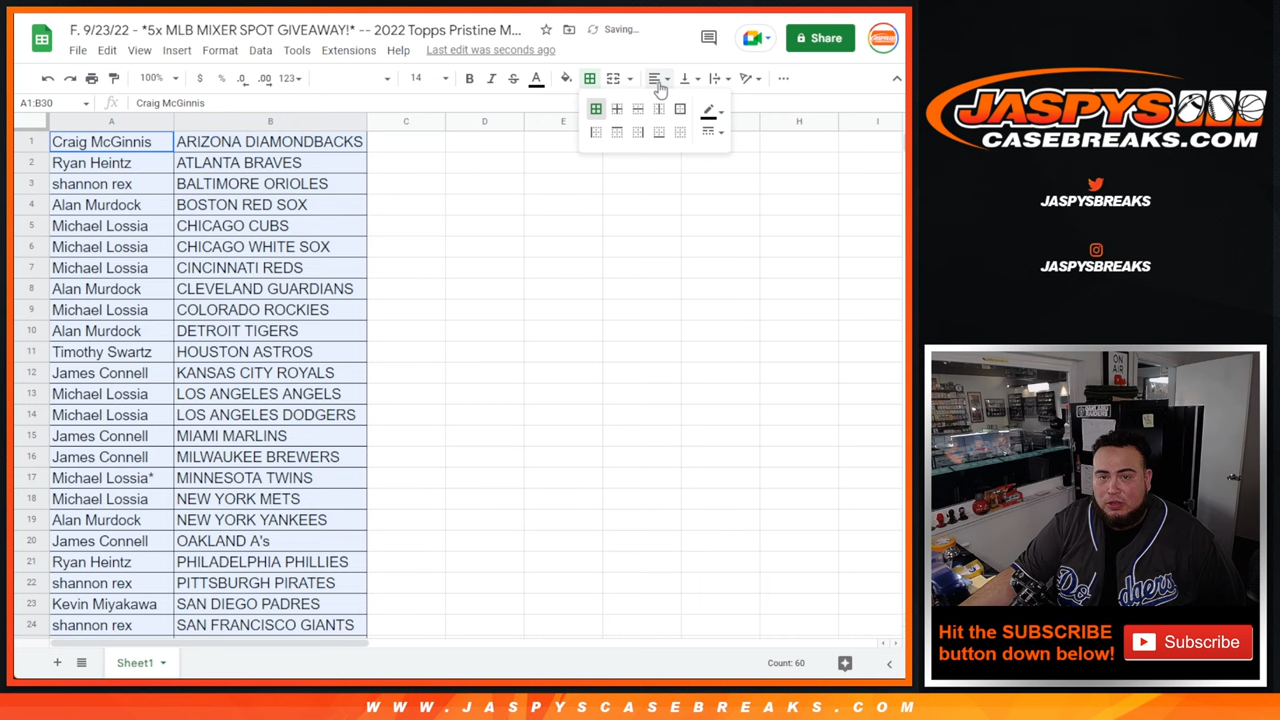 F. 9/23/22 - *5x MLB MIXER SPOT GIVEAWAY!* -- 2022 Topps Pristine M...
Saving...
Share
File Edit View Insert Format Data Tools Extensions Help Last edit was seconds ago
100% $ % .0 .00 123 14 B I S A
A1:B30 fx Craig McGinnis
A B C D E H I
1 Craig McGinnis ARIZONA DIAMONDBACKS
2 Ryan Heintz ATLANTA BRAVES
3 shannon rex BALTIMORE ORIOLES
4 Alan Murdock BOSTON RED SOX
5 Michael Lossia CHICAGO CUBS
6 Michael Lossia CHICAGO WHITE SOX
7 Michael Lossia CINCINNATI REDS
8 Alan Murdock CLEVELAND GUARDIANS
9 Michael Lossia COLORADO ROCKIES
10 Alan Murdock DETROIT TIGERS
11 Timothy Swartz HOUSTON ASTROS
12 James Connell KANSAS CITY ROYALS
13 Michael Lossia LOS ANGELES ANGELS
14 Michael Lossia LOS ANGELES DODGERS
15 James Connell MIAMI MARLINS
16 James Connell MILWAUKEE BREWERS
17 Michael Lossia* MINNESOTA TWINS
18 Michael Lossia NEW YORK METS
19 Alan Murdock NEW YORK YANKEES
20 James Connell OAKLAND A's
21 Ryan Heintz PHILADELPHIA PHILLIES
22 shannon rex PITTSBURGH PIRATES
23 Kevin Miyakawa SAN DIEGO PADRES
24 shannon rex SAN FRANCISCO GIANTS
Sheet1
Count: 60
JASPYS
CASEBREAKS.COM
JASPYSBREAKS
JASPYSBREAKS
ON
AIR
Dodgers
Hit the SUBSCRIBE
button down below!
Subscribe
WWW.JASPYSCASEBREAKS.COM